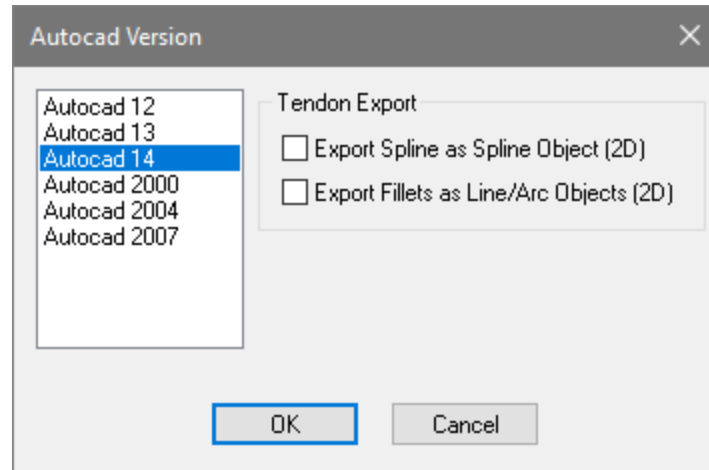 Autocad Version
Autocad 12
Autocad 13
Autocad 14
Autocad 2000
Autocad 2004
Autocad 2007
Tendon Export
Export Spline as Spline Object (2D)
Export Fillets as Line/Arc Objects (2D)
OK
Cancel